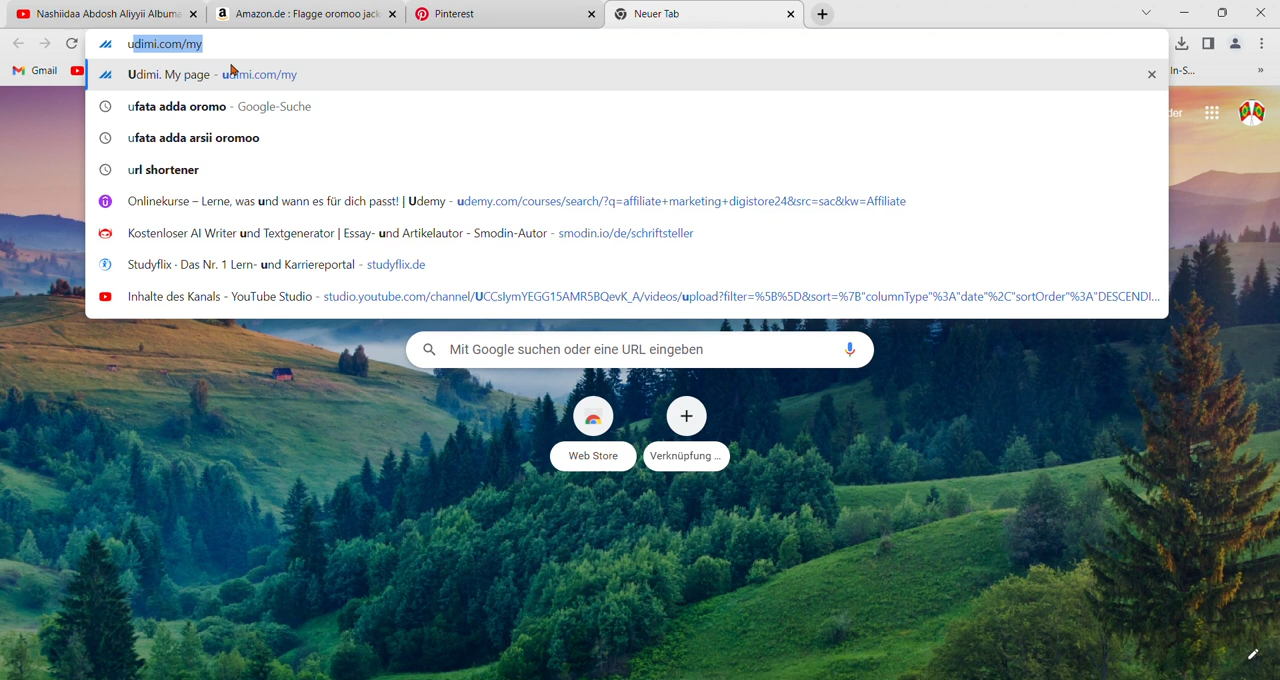 Nashiidaa Abdosh Aliyyii Albuma
Amazon.de : Flagge oromoo jack
Pinterest
Neuer Tab
udimi.com/my
Gmail
Udimi. My page - udimi.com/my
In-S...
»
ufata adda oromo - Google-Suche
ufata adda arsii oromoo
url shortener
Onlinekurse – Lerne, was und wann es für dich passt! | Udemy - udemy.com/courses/search/?q=affiliate+marketing+digistore24&src=sac&kw=Affiliate
Kostenloser AI Writer und Textgenerator | Essay- und Artikelautor - Smodin-Autor - smodin.io/de/schriftsteller
Studyflix · Das Nr. 1 Lern- und Karriereportal - studyflix.de
Inhalte des Kanals - YouTube Studio - studio.youtube.com/channel/UCCslymYEGG15AMR5BQevK_A/videos/upload?filter=%5B%5D&sort=%7B"columnType"%3A"date"%2C"sortOrder"%3A"DESCENDI...
Mit Google suchen oder eine URL eingeben
Web Store
Verknüpfung ...